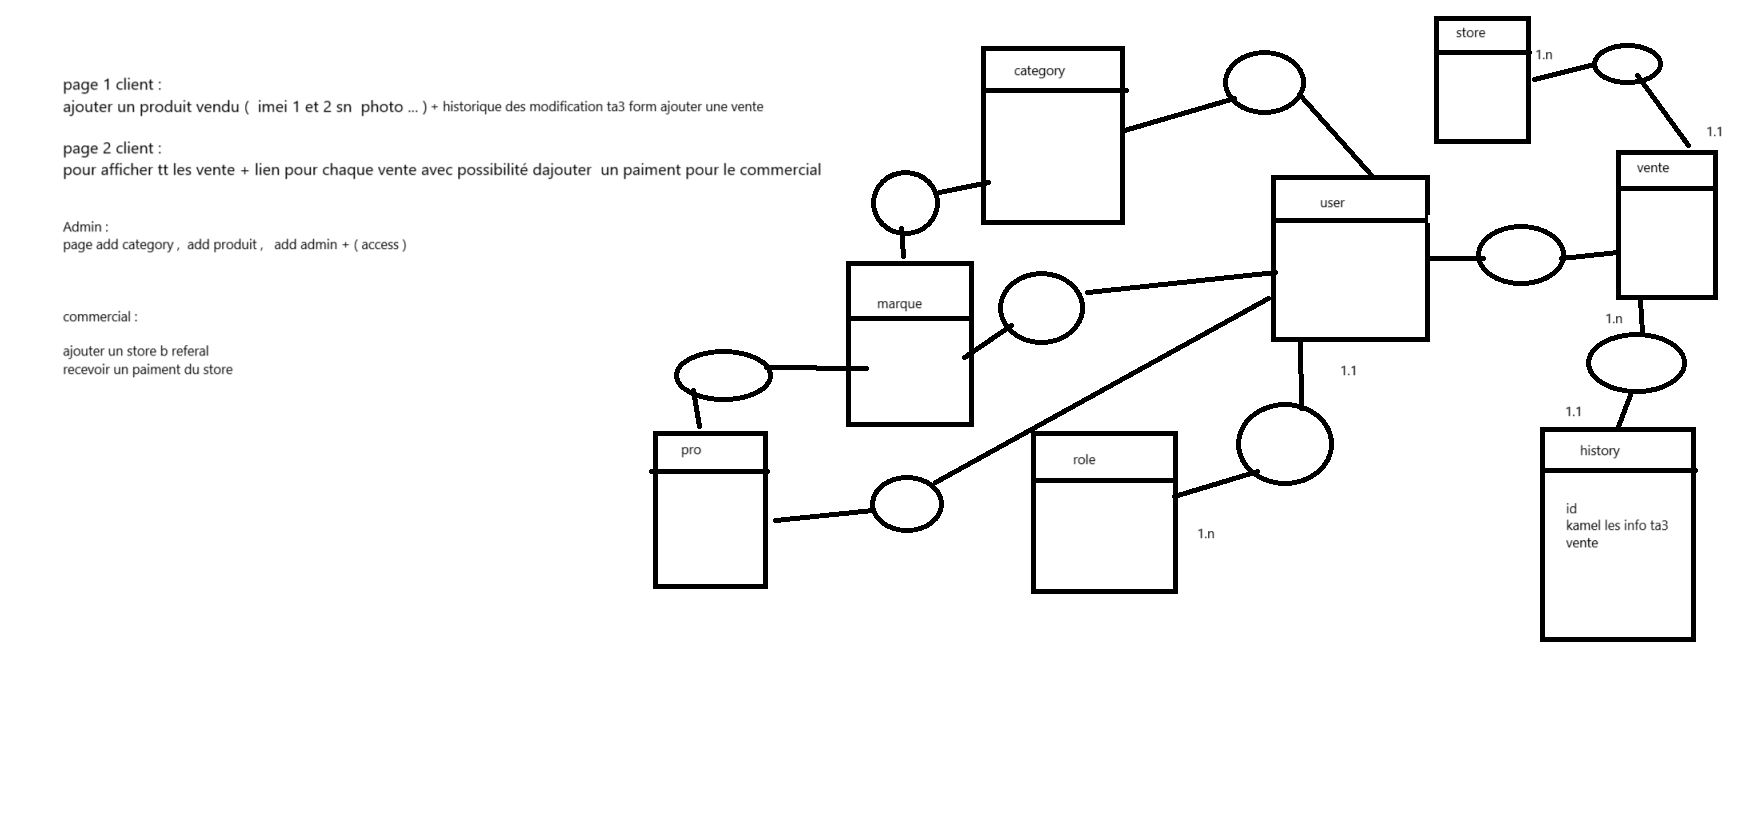 page 1 client :
ajouter un produit vendu (  imei 1 et 2 sn  photo ... ) + historique des modification ta3 form ajouter une vente
page 2 client :
pour afficher tt les vente + lien pour chaque vente avec possibilité dajouter  un paiment pour le commercial
Admin :
page add category ,  add produit ,   add admin + ( access )
commercial :
ajouter un store b referal
recevoir un paiment du store
store
1.n
category
1.1
vente
user
marque
1.n
1.1
1.1
pro
role
history
1.n
id
kamel les info ta3
vente